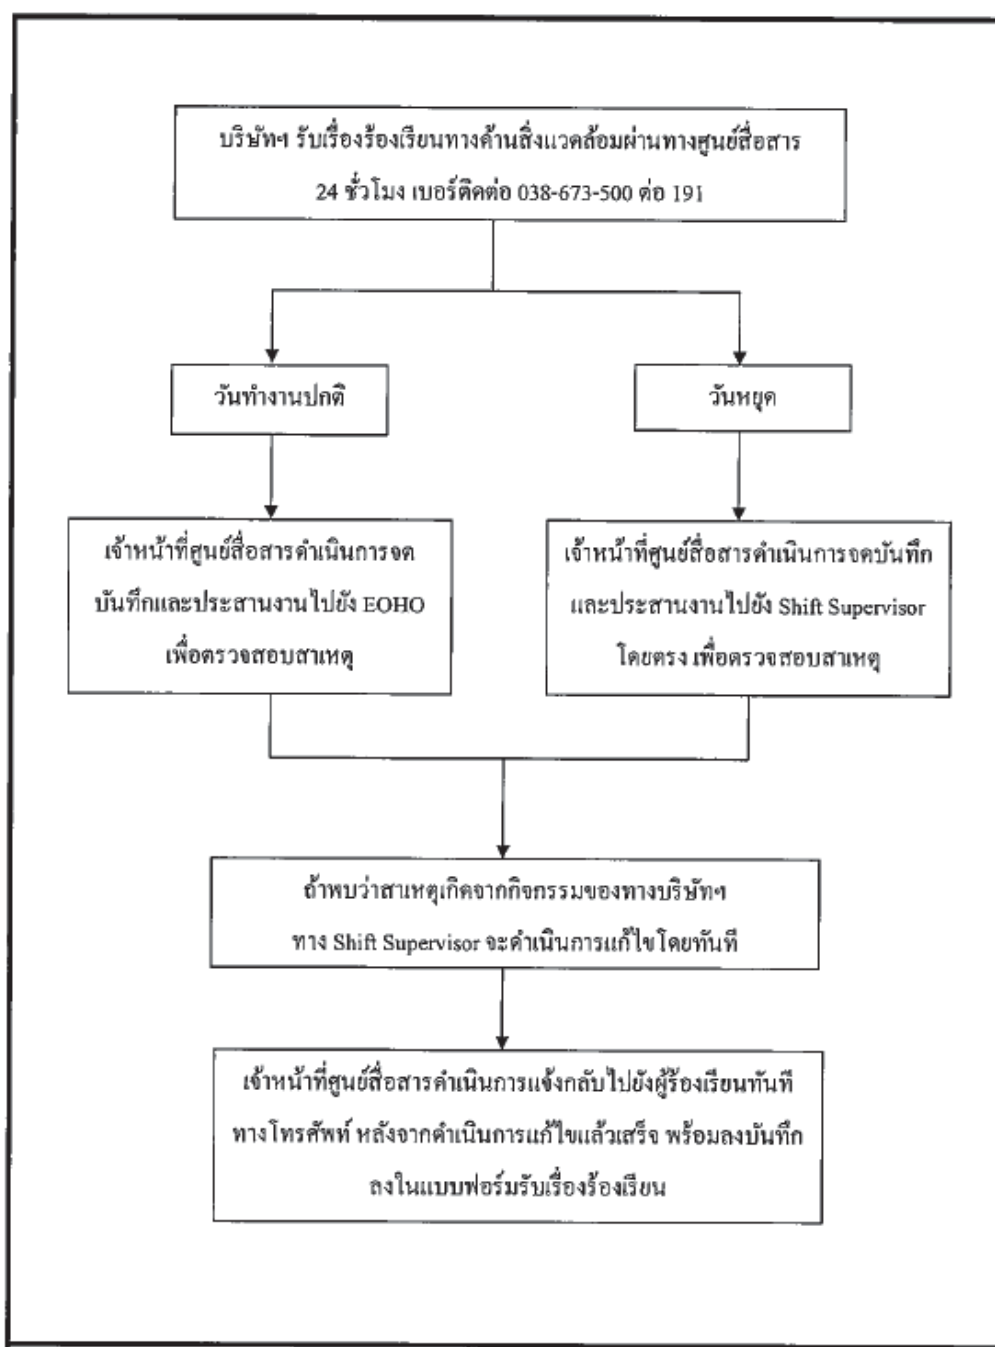 บริษัทฯ รับเรื่องร้องเรียนทางด้านสิ่งแวดล้อมผ่านทางศูนย์สื่อสาร
24 ชั่วโมง เบอร์ติดต่อ 038-673-500 ต่อ 191
วันทำงานปกติ
วันหยุด
เจ้าหน้าที่ศูนย์สื่อสารดำเนินการจด
บันทึกและประสานงานไปยัง EOHO
เพื่อตรวจสอบสาเหตุ
เจ้าหน้าที่ศูนย์สื่อสารดำเนินการจดบันทึก
และประสานงานไปยัง Shift Supervisor
โดยตรง เพื่อตรวจสอบสาเหตุ
ถ้าพบว่าสาเหตุเกิดจากกิจกรรมของทางบริษัทฯ
ทาง Shift Supervisor จะดำเนินการแก้ไขโดยทันที
เจ้าหน้าที่ศูนย์สื่อสารดำเนินการแจ้งกลับไปยังผู้ร้องเรียนทันที
ทางโทรศัพท์ หลังจากดำเนินการแก้ไขแล้วเสร็จ พร้อมลงบันทึก
ลงในแบบฟอร์มรับเรื่องร้องเรียน